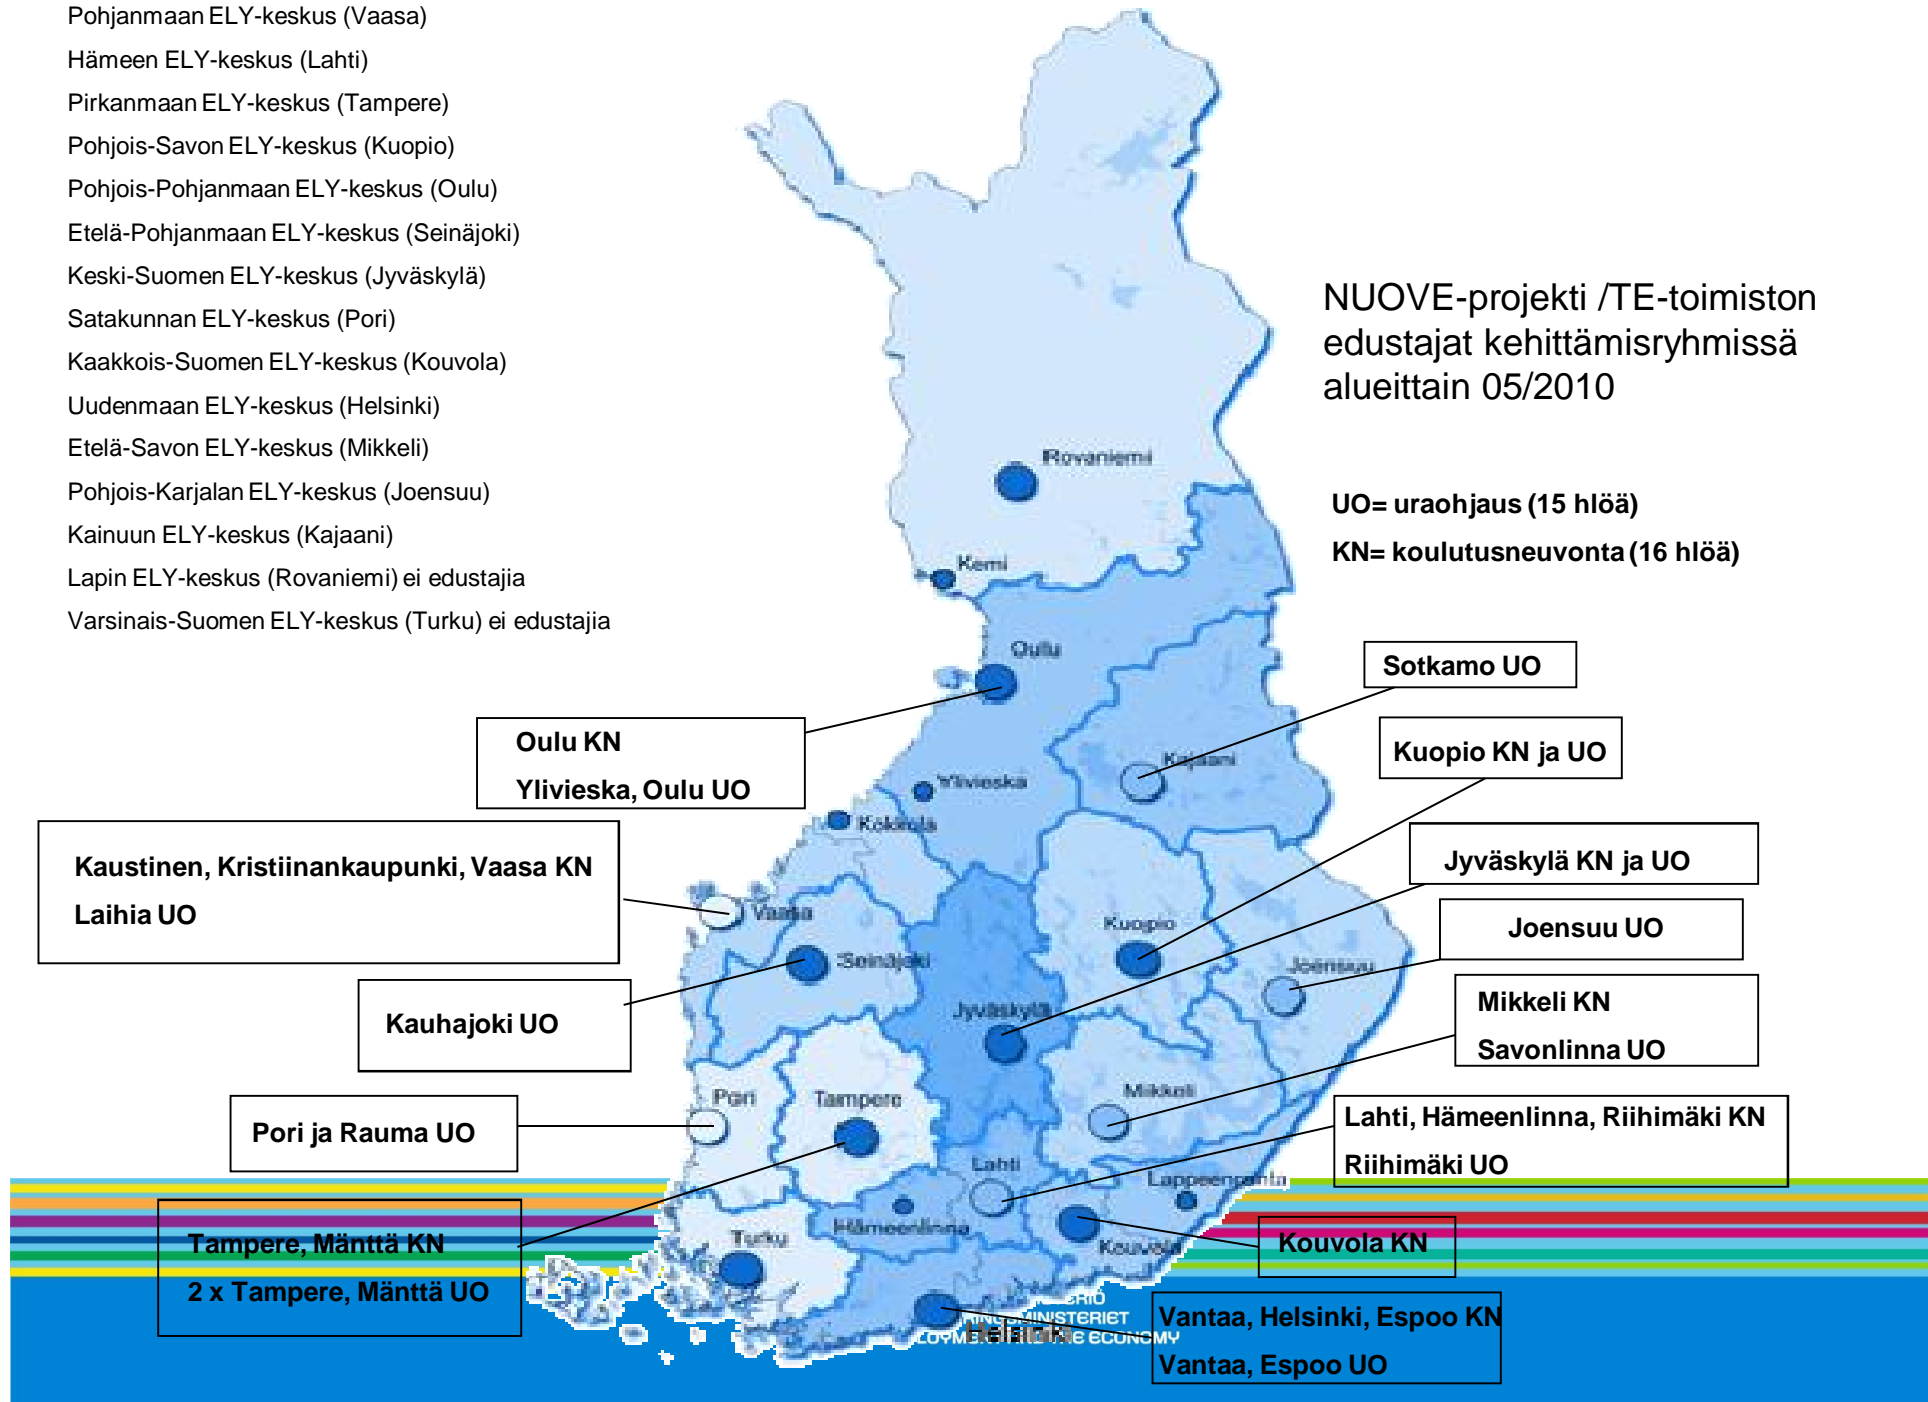 Pohjanmaan ELY-keskus (Vaasa)
Hämeen ELY-keskus (Lahti)
Pirkanmaan ELY-keskus (Tampere)
Pohjois-Savon ELY-keskus (Kuopio)
Pohjois-Pohjanmaan ELY-keskus (Oulu)
Etelä-Pohjanmaan ELY-keskus (Seinäjoki)
Keski-Suomen ELY-keskus (Jyväskylä)
Satakunnan ELY-keskus (Pori)
Kaakkois-Suomen ELY-keskus (Kouvola)
Uudenmaan ELY-keskus (Helsinki)
Etelä-Savon ELY-keskus (Mikkeli)
Pohjois-Karjalan ELY-keskus (Joensuu)
Kainuun ELY-keskus (Kajaani)
Lapin ELY-keskus (Rovaniemi) ei edustajia
Varsinais-Suomen ELY-keskus (Turku) ei edustajia
NUOVE-projekti /TE-toimiston
edustajat kehittämisryhmissä
alueittain 05/2010
UO= uraohjaus (15 hlöä)
KN= koulutusneuvonta (16 hlöä)
Rovaniemi
Kemi
Oulu
Sotkamo UO
Oulu KN
Ylivieska, Oulu UO
Kuopio KN ja UO
Kajaani
Ylivieska
Kokkola
Kaustinen, Kristiinankaupunki, Vaasa KN
Laihia UO
Jyväskylä KN ja UO
Vaasa
Kuopio
Joensuu UO
Seinäjoki
Joensuu
Kauhajoki UO
Jyväskylä
Mikkeli KN
Savonlinna UO
Pori
Tampere
Mikkeli
Pori ja Rauma UO
Lahti, Hämeenlinna, Riihimäki KN
Riihimäki UO
Lahti
Lappeenranta
Hämeenlinna
Tampere, Mänttä KN
2 x Tampere, Mänttä UO
Turku
Kouvola
Kouvola KN
Vantaa, Helsinki, Espoo KN
Vantaa, Espoo UO
MINISTERIET
Helsinki
ECONOMY